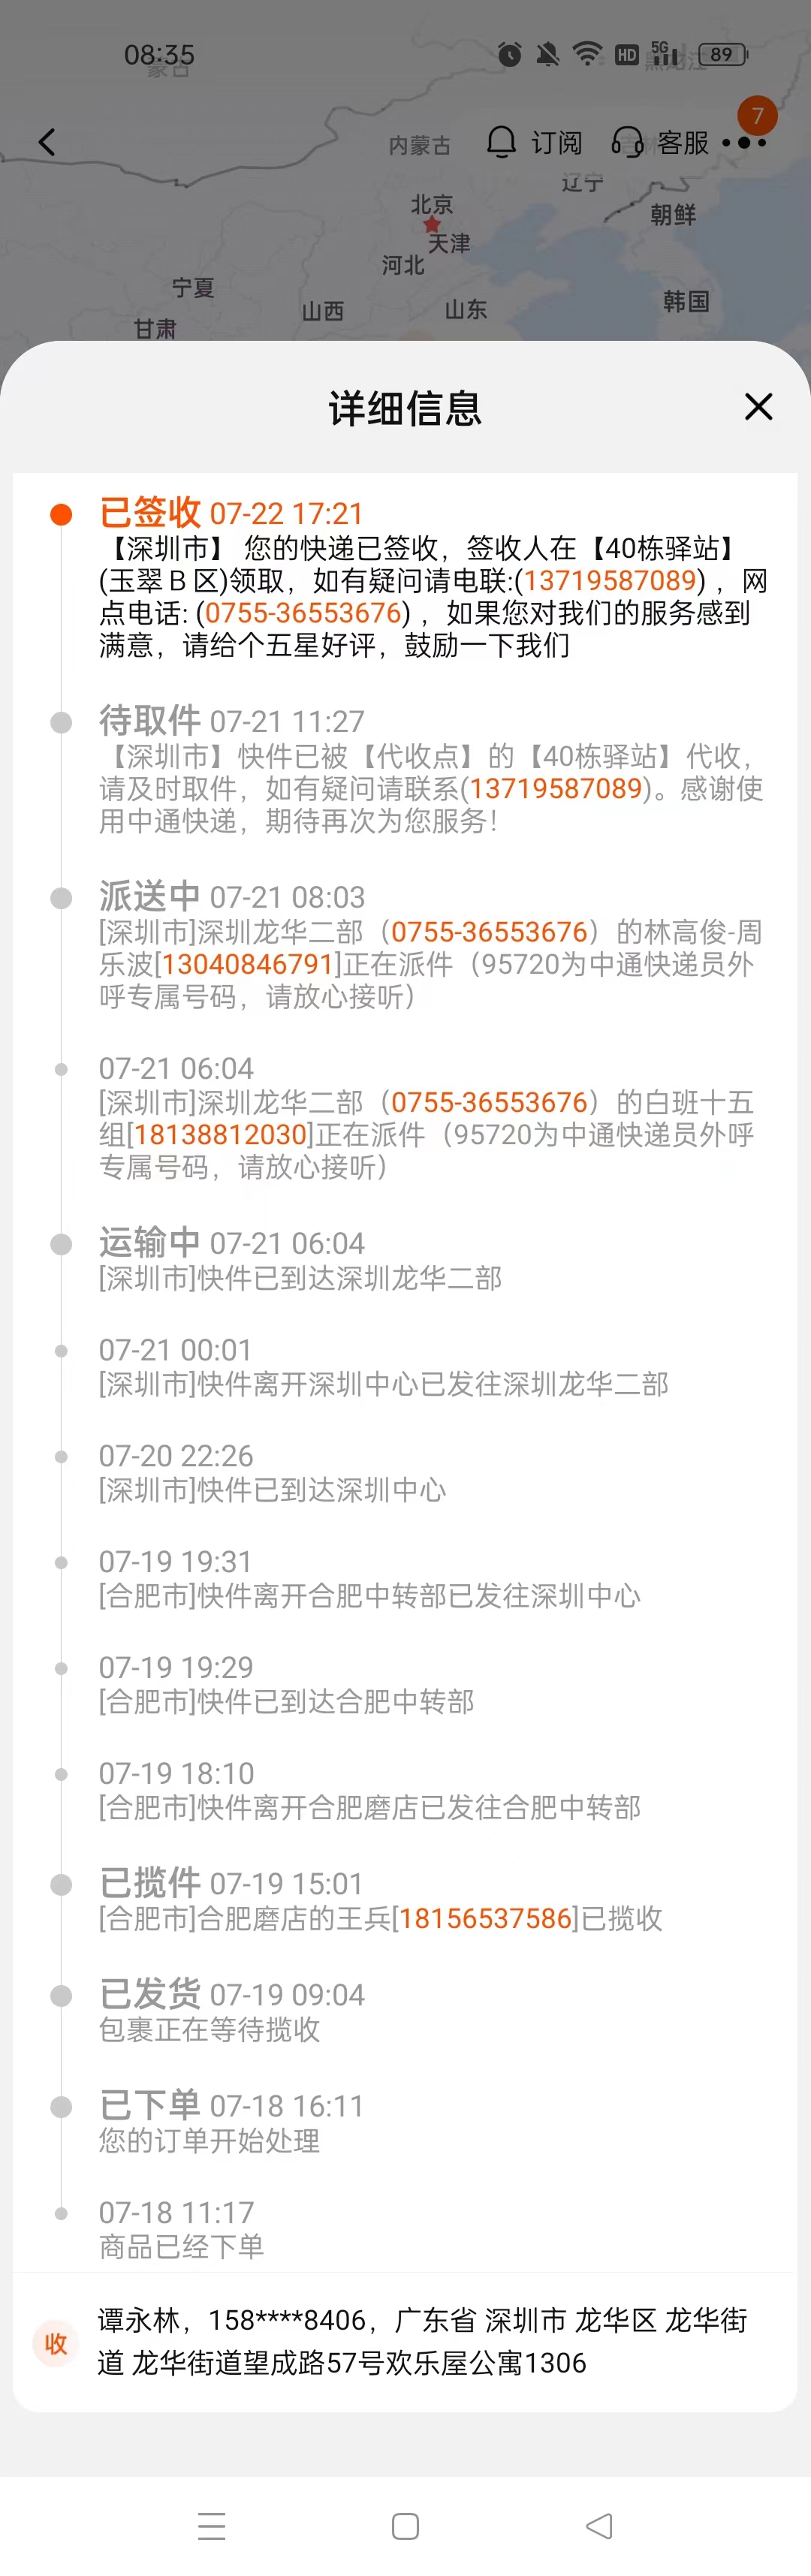 08:35
HD
5G
89
蒙古
黑龙江
7
内蒙古
订阅
吉林
客服
辽宁
北京
朝鲜
天津
河北
宁夏
山西
山东
韩国
甘肃
详细信息
已签收 07-22 17:21
【深圳市】 您的快递已签收，签收人在【40栋驿站】
(玉翠Ｂ区)领取，如有疑问请电联:(13719587089) ，网
点电话: (0755-36553676) ，如果您对我们的服务感到
满意，请给个五星好评，鼓励一下我们
待取件 07-21 11:27
【深圳市】快件已被【代收点】的【40栋驿站】代收，
请及时取件，如有疑问请联系(13719587089)。感谢使
用中通快递，期待再次为您服务！
派送中 07-21 08:03
[深圳市]深圳龙华二部（0755-36553676）的林高俊-周
乐波[13040846791]正在派件（95720为中通快递员外
呼专属号码，请放心接听）
07-21 06:04
[深圳市]深圳龙华二部（0755-36553676）的白班十五
组[18138812030]正在派件（95720为中通快递员外呼
专属号码，请放心接听）
运输中 07-21 06:04
[深圳市]快件已到达深圳龙华二部
07-21 00:01
[深圳市]快件离开深圳中心已发往深圳龙华二部
07-20 22:26
[深圳市]快件已到达深圳中心
07-19 19:31
[合肥市]快件离开合肥中转部已发往深圳中心
07-19 19:29
[合肥市]快件已到达合肥中转部
07-19 18:10
[合肥市]快件离开合肥磨店已发往合肥中转部
已揽件 07-19 15:01
[合肥市]合肥磨店的王兵[18156537586]已揽收
已发货 07-19 09:04
包裹正在等待揽收
已下单 07-18 16:11
您的订单开始处理
07-18 11:17
商品已经下单
收
谭永林，158****8406，广东省 深圳市 龙华区 龙华街
道 龙华街道望成路57号欢乐屋公寓1306